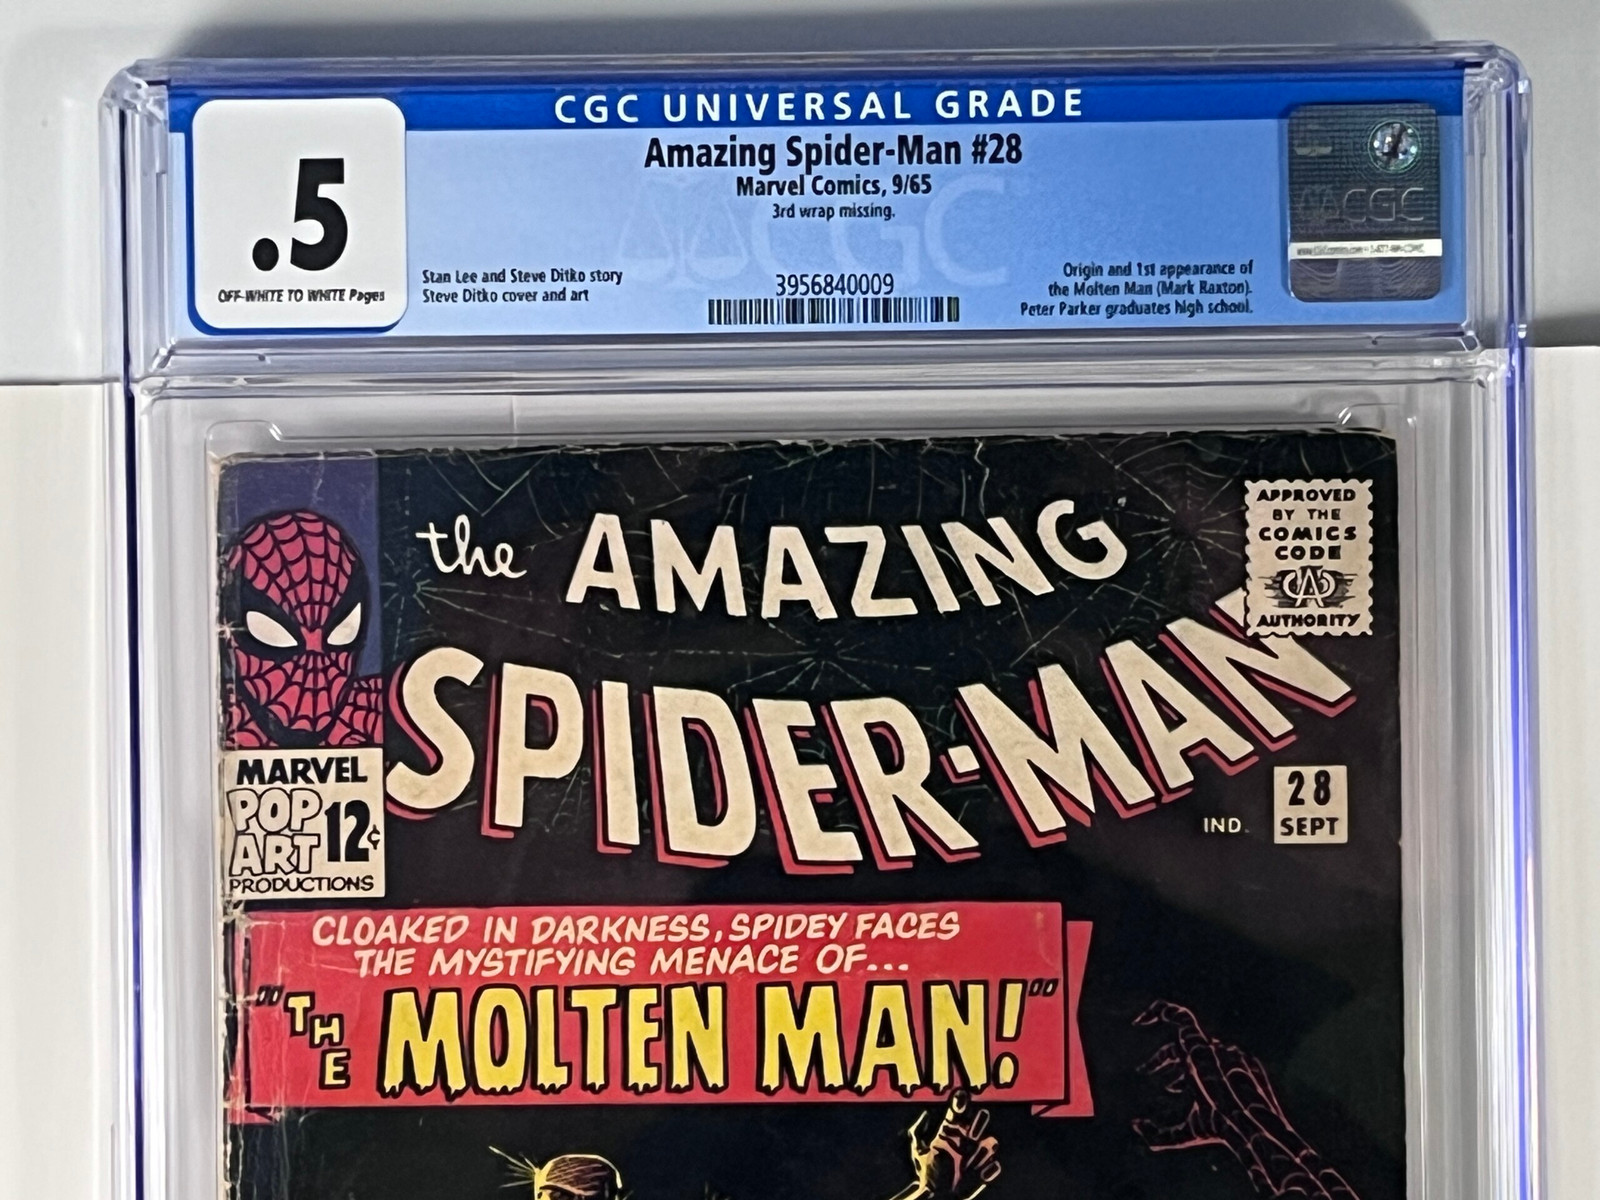 CGC UNIVERSAL GRADE
.5
OFF-WHITE TO WHITE Pages
Amazing Spider-Man #28
Marvel Comics, 9/65
3rd wrap missing.
Stan Lee and Steve Ditko story
Steve Ditko cover and art
3956840009
Origin and 1st appearance of
the Molten Man (Mark Raxton).
Peter Parker graduates high school.
CGC
CGC
the AMAZING
SPIDER-MAN
APPROVED
BY THE
COMICS
CODE
CA
AUTHORITY
MARVEL
POP
ART 12¢
PRODUCTIONS
IND.
28
SEPT
CLOAKED IN DARKNESS, SPIDEY FACES
THE MYSTIFYING MENACE OF...
"THE MOLTEN MAN!"